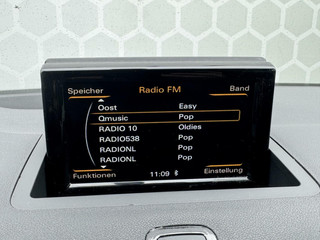 Speicher Radio FM Band
Oost Easy
Qmusic Pop
RADIO 10 Oldies
RADIO538 Pop
RADIONL Pop
RADIONL Pop
Funktionen 11:09 Einstellung